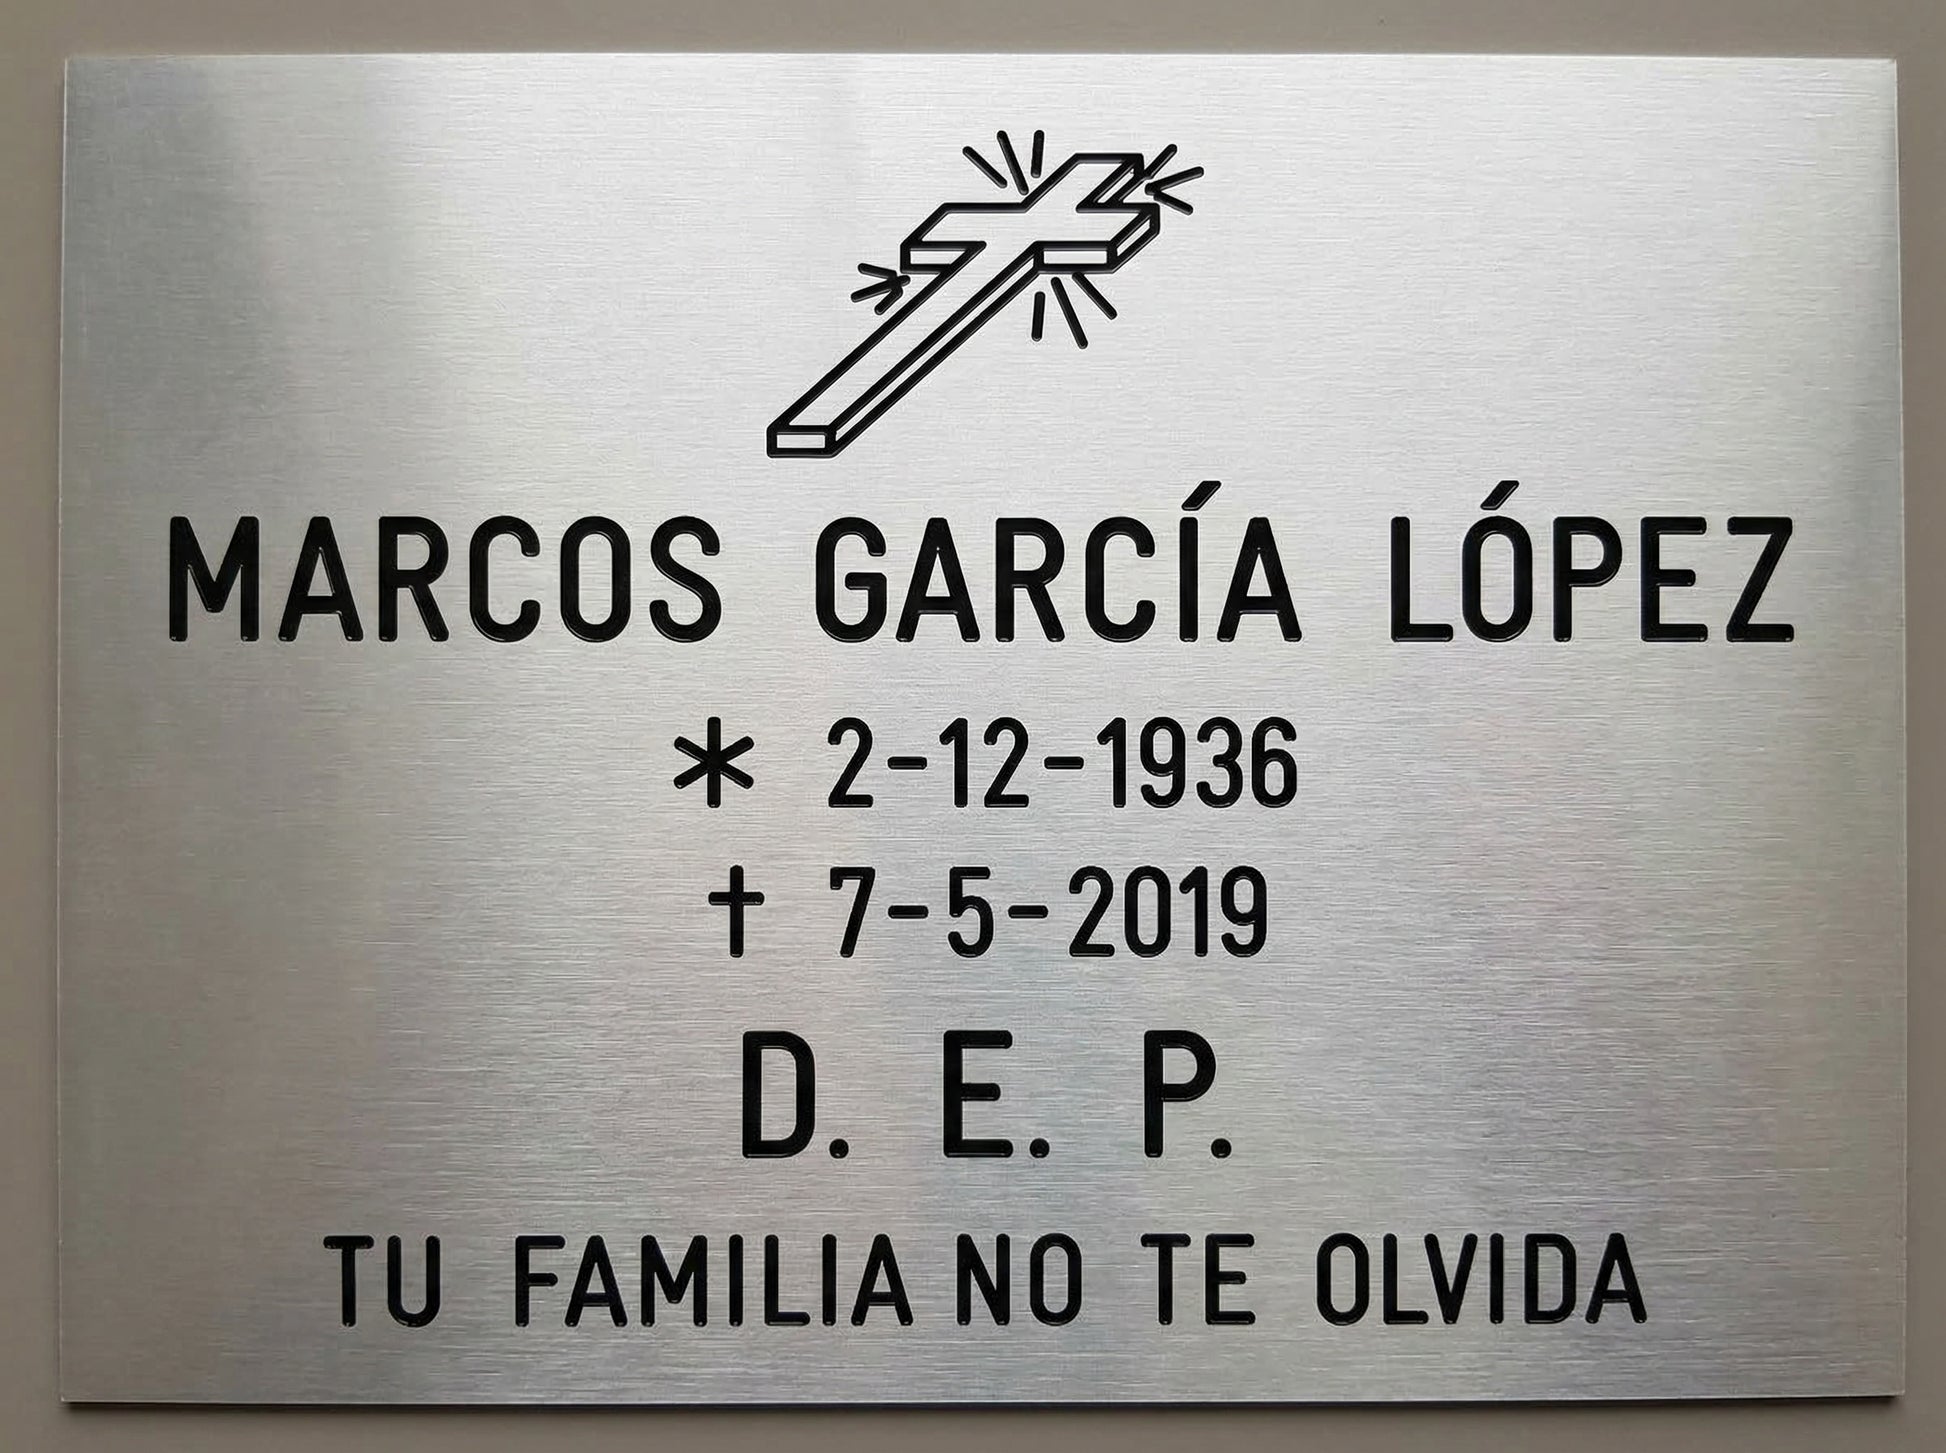 MARCOS GARCÍA LÓPEZ
* 2-12-1936
† 7-5-2019
D. E. P.
TU FAMILIA NO TE OLVIDA